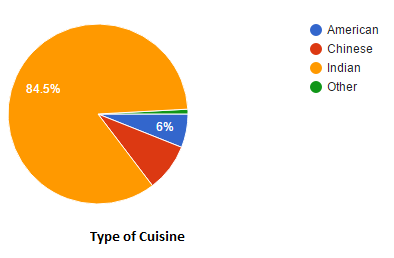 American
Chinese
Indian
Other
84.5%
6%
Type of Cuisine